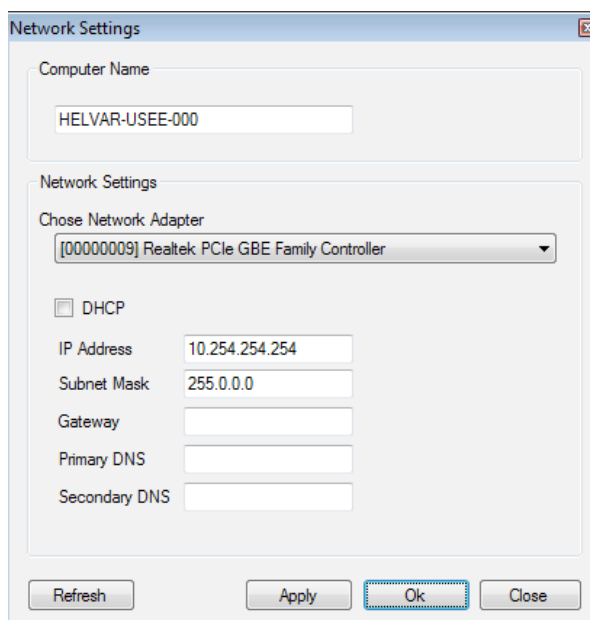 Network Settings
Computer Name
HELVAR-USEE-000
Network Settings
Chose Network Adapter
[00000009] Realtek PCIe GBE Family Controller
DHCP
IP Address 10.254.254.254
Subnet Mask 255.0.0.0
Gateway
Primary DNS
Secondary DNS
Refresh Apply Ok Close